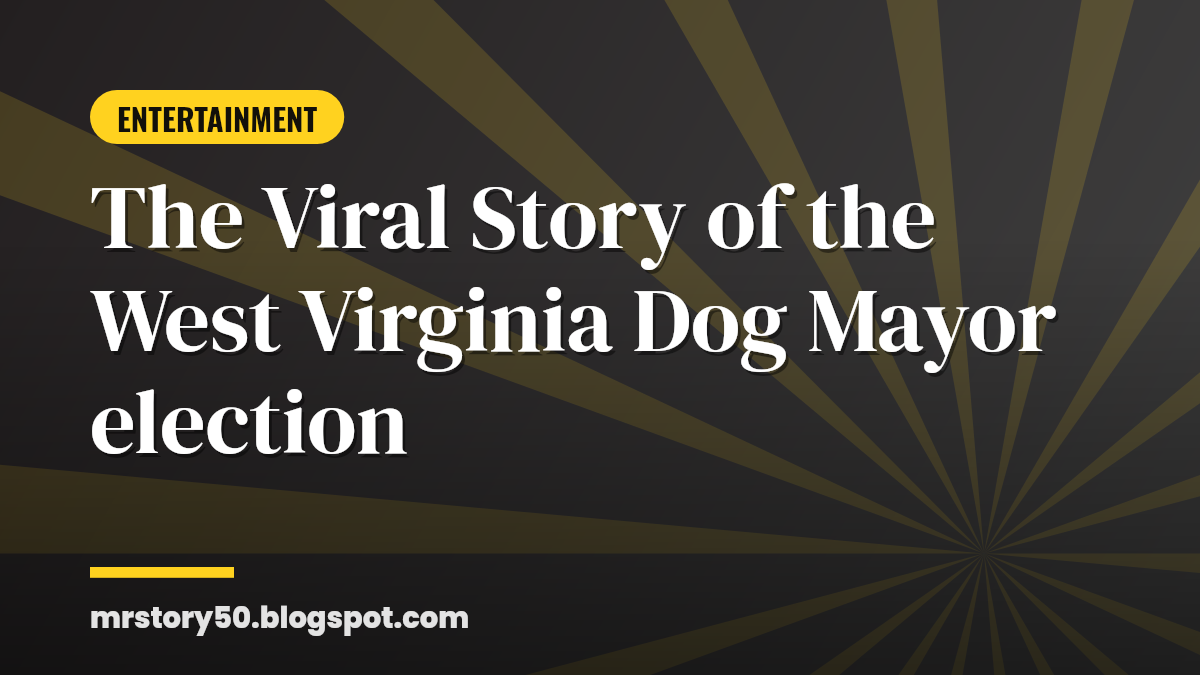 ENTERTAINMENT
The Viral Story of the
West Virginia Dog Mayor
election
mrstory50.blogspot.com